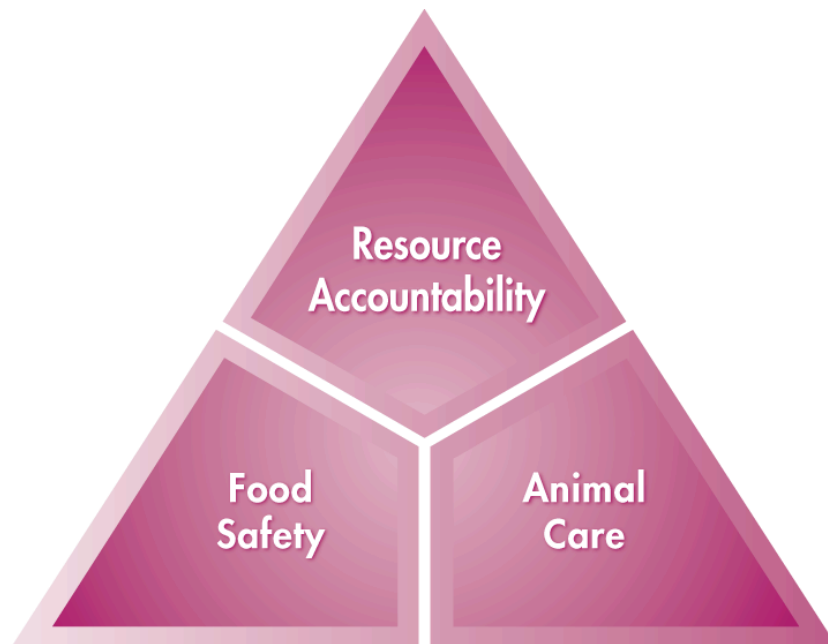 Resource
Accountability
Food
Safety
Animal
Care